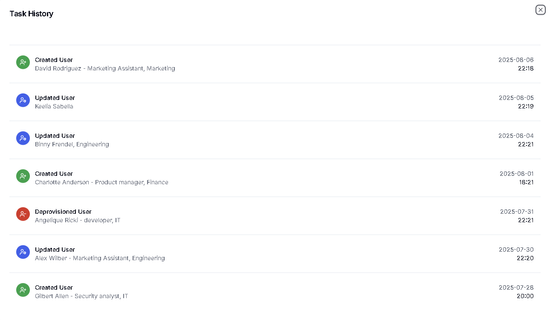 Task History
Created User
2025-08-06
David Rodriguez - Marketing Assistant, Marketing
22:16
Updated User
2025-08-05
Keelia Sabella
22:19
Updated User
2025-08-04
Binny Frendel, Engineering
22:21
Created User
2025-08-01
Charlotte Anderson - Product manager, Finance
18:21
Deprovisioned User
2025-07-31
Angelique Ricki - developer, IT
22:21
Updated User
2025-07-30
Alex Wilber - Marketing Assistant, Engineering
22:20
Created User
2025-07-28
Gilbert Allen - Security analyst, IT
20:00